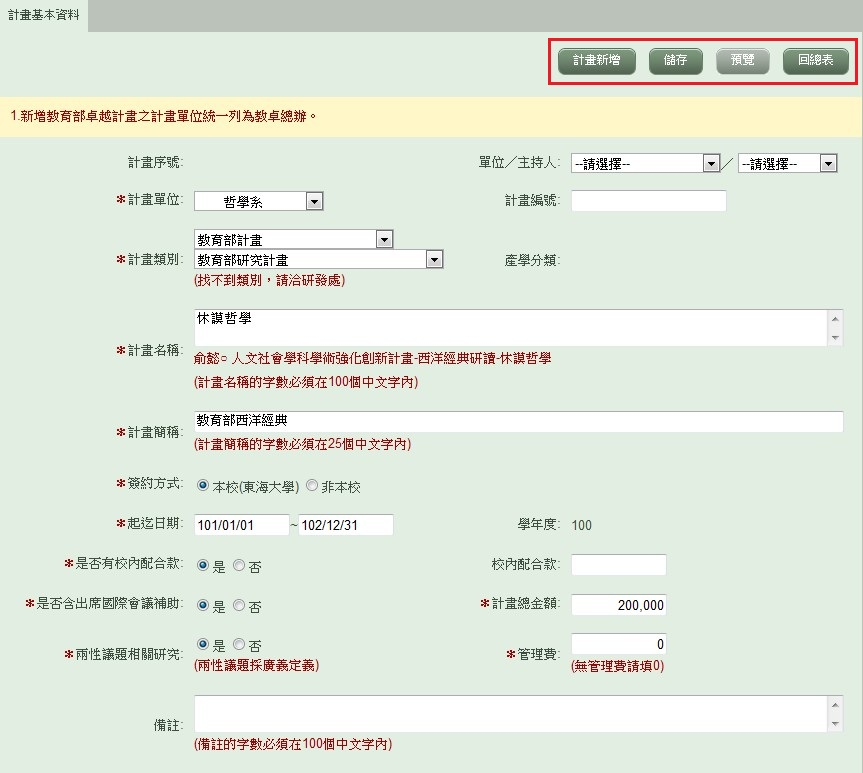 計畫基本資料
計畫新增 儲存 預覽 回總表
1.新增教育部卓越計畫之計畫單位統一列為教卓總辦。
計畫序號: 單位／主持人: --請選擇-- ／ --請選擇--
*計畫單位: 哲學系 計畫編號:
教育部計畫
*計畫類別: 教育部研究計畫 產學分類:
(找不到類別，請洽研發處)
休謨哲學
*計畫名稱:
俞懿○ 人文社會學科學術強化創新計畫-西洋經典研讀-休謨哲學
(計畫名稱的字數必須在100個中文字內)
教育部西洋經典
*計畫簡稱:
(計畫簡稱的字數必須在25個中文字內)
*簽約方式: 本校(東海大學) 非本校
*起迄日期: 101/01/01 ~ 102/12/31 學年度: 100
*是否有校內配合款: 是 否 校內配合款:
*是否含出席國際會議補助: 是 否 *計畫總金額: 200,000
*兩性議題相關研究: 是 否 *管理費: 0
(兩性議題採廣義定義) (無管理費請填0)
備註:
(備註的字數必須在100個中文字內)